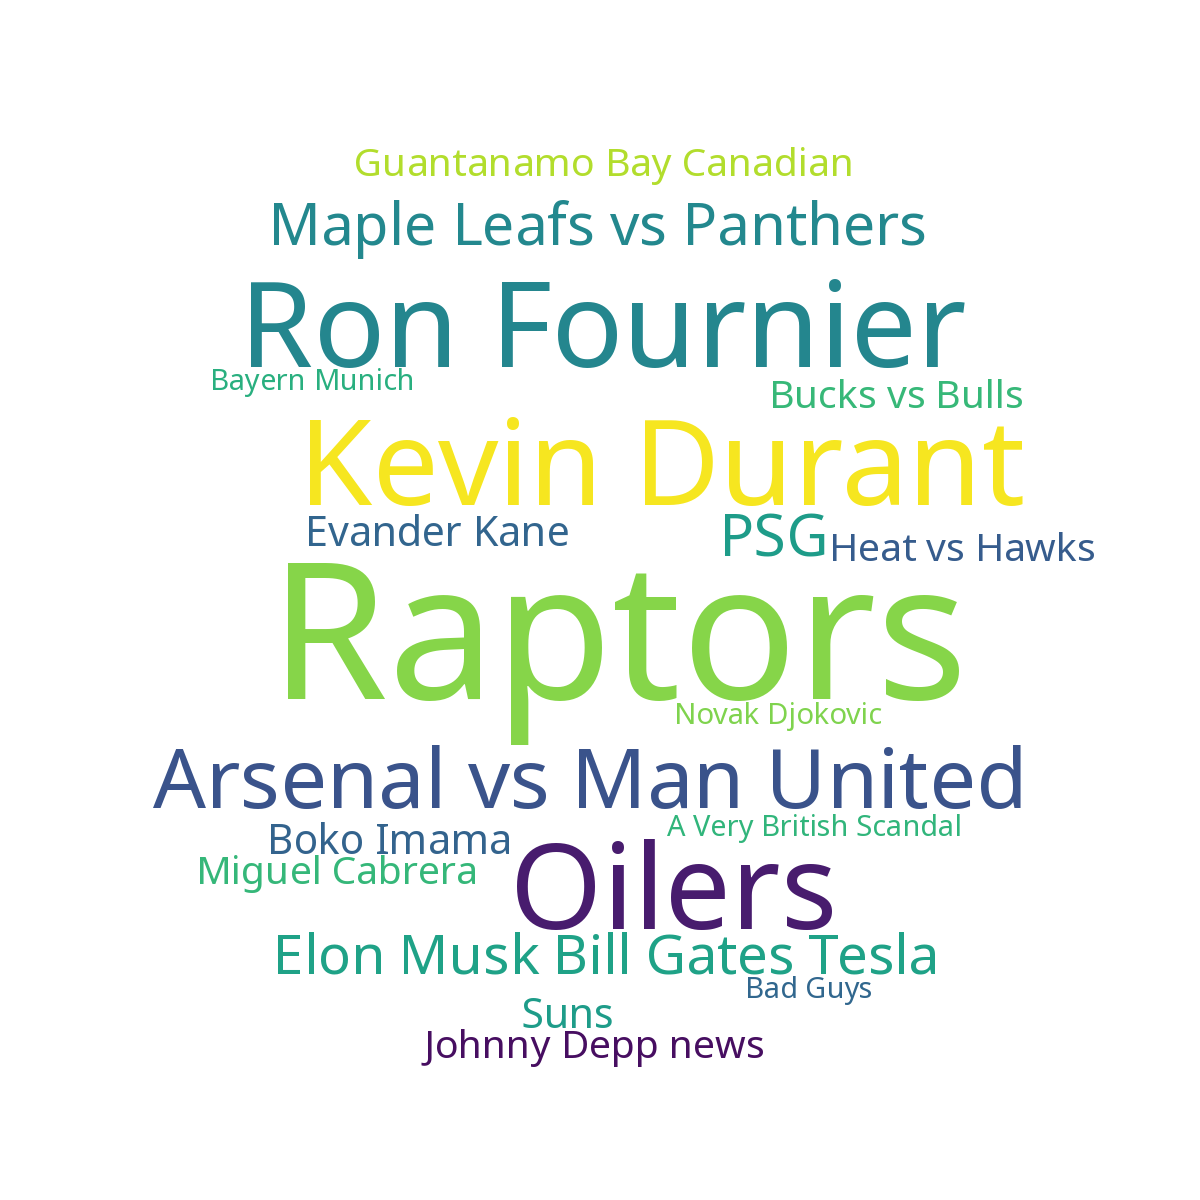 Guantanamo Bay Canadian
Maple Leafs vs Panthers
Ron Fournier
Bayern Munich
Bucks vs Bulls
Kevin Durant
Evander Kane
PSG
Heat vs Hawks
Raptors
Novak Djokovic
Arsenal vs Man United
A Very British Scandal
Boko Imama
Miguel Cabrera
Oilers
Elon Musk Bill Gates Tesla
Bad Guys
Suns
Johnny Depp news